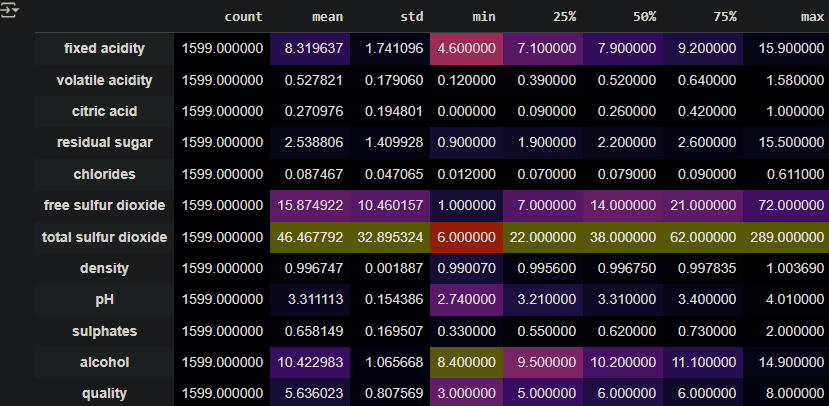 count mean std min 25% 50% 75% max
fixed acidity 1599.000000 8.319637 1.741096 4.600000 7.100000 7.900000 9.200000 15.900000
volatile acidity 1599.000000 0.527821 0.179060 0.120000 0.390000 0.520000 0.640000 1.580000
citric acid 1599.000000 0.270976 0.194801 0.000000 0.090000 0.260000 0.420000 1.000000
residual sugar 1599.000000 2.538806 1.409928 0.900000 1.900000 2.200000 2.600000 15.500000
chlorides 1599.000000 0.087467 0.047065 0.012000 0.070000 0.079000 0.090000 0.611000
free sulfur dioxide 1599.000000 15.874922 10.460157 1.000000 7.000000 14.000000 21.000000 72.000000
total sulfur dioxide 1599.000000 46.467792 32.895324 6.000000 22.000000 38.000000 62.000000 289.000000
density 1599.000000 0.996747 0.001887 0.990070 0.995600 0.996750 0.997835 1.003690
pH 1599.000000 3.311113 0.154386 2.740000 3.210000 3.310000 3.400000 4.010000
sulphates 1599.000000 0.658149 0.169507 0.330000 0.550000 0.620000 0.730000 2.000000
alcohol 1599.000000 10.422983 1.065668 8.400000 9.500000 10.200000 11.100000 14.900000
quality 1599.000000 5.636023 0.807569 3.000000 5.000000 6.000000 6.000000 8.000000